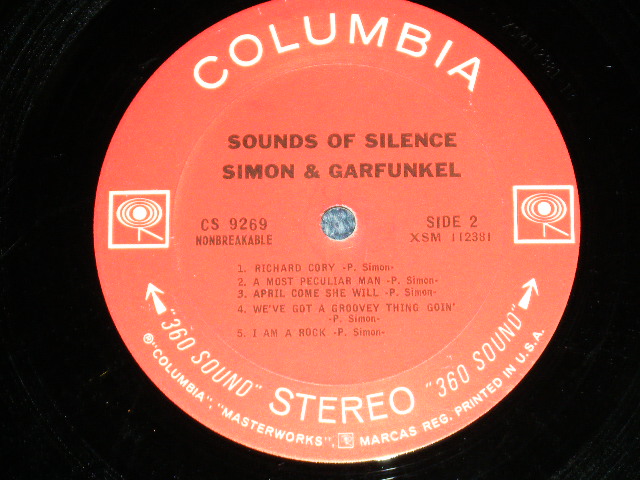 COLUMBIA
SOUNDS OF SILENCE
SIMON & GARFUNKEL
CS 9269
NONBREAKABLE
SIDE 2
XSM 112381
1. RICHARD CORY -P. Simon-
2. A MOST PECULIAR MAN -P. Simon-
3. APRIL COME SHE WILL -P. Simon-
4. WE'VE GOT A GROOVEY THING GOIN'
-P. Simon-
5. I AM A ROCK -P. Simon-
"360 SOUND" STEREO "360 SOUND"
℗"COLUMBIA", "MASTERWORKS", MARCAS REG. PRINTED IN U.S.A.